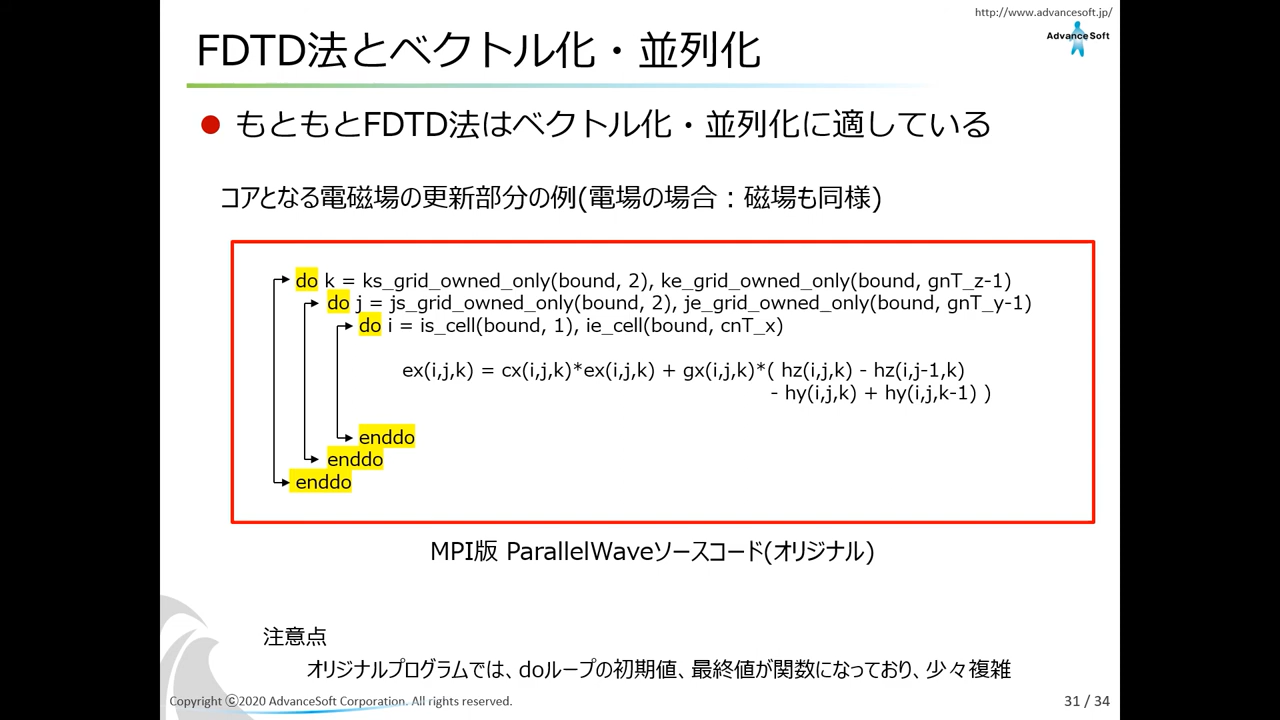 http://www.advancesoft.jp/
AdvanceSoft
FDTD法とベクトル化・並列化
もともとFDTD法はベクトル化・並列化に適している
コアとなる電磁場の更新部分の例(電場の場合：磁場も同様)
do k = ks_grid_owned_only(bound, 2), ke_grid_owned_only(bound, gnT_z-1)
do j = js_grid_owned_only(bound, 2), je_grid_owned_only(bound, gnT_y-1)
do i = is_cell(bound, 1), ie_cell(bound, cnT_x)
ex(i,j,k) = cx(i,j,k)*ex(i,j,k) + gx(i,j,k)*( hz(i,j,k) - hz(i,j-1,k)
- hy(i,j,k) + hy(i,j,k-1) )
enddo
enddo
enddo
MPI版 ParallelWaveソースコード(オリジナル)
注意点
オリジナルプログラムでは、doループの初期値、最終値が関数になっており、少々複雑
Copyright ©2020 AdvanceSoft Corporation. All rights reserved.
31 / 34